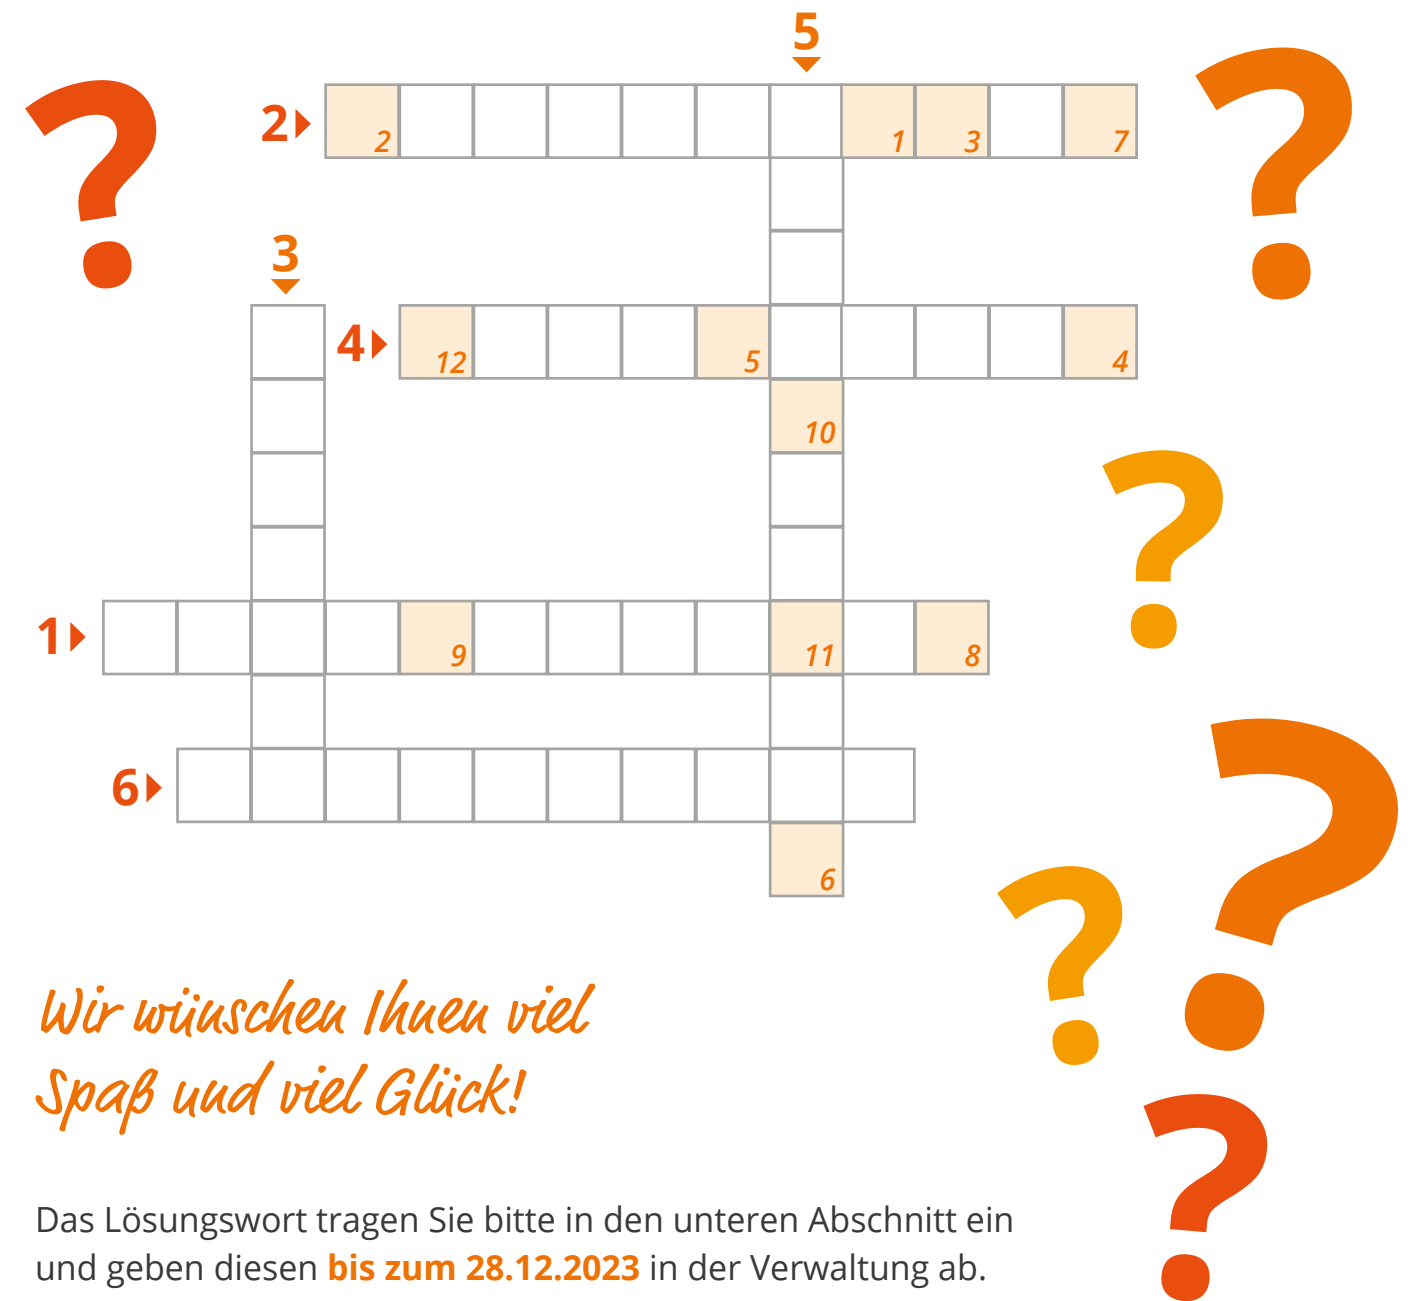 5
2
2 1 3 7
3
4
12 5 4
10
1
9 11 8
6
6
Wir wünschen Ihnen viel
Spaß und viel Glück!
Das Lösungswort tragen Sie bitte in den unteren Abschnitt ein
und geben diesen bis zum 28.12.2023 in der Verwaltung ab.
? ? ? ? ? ?